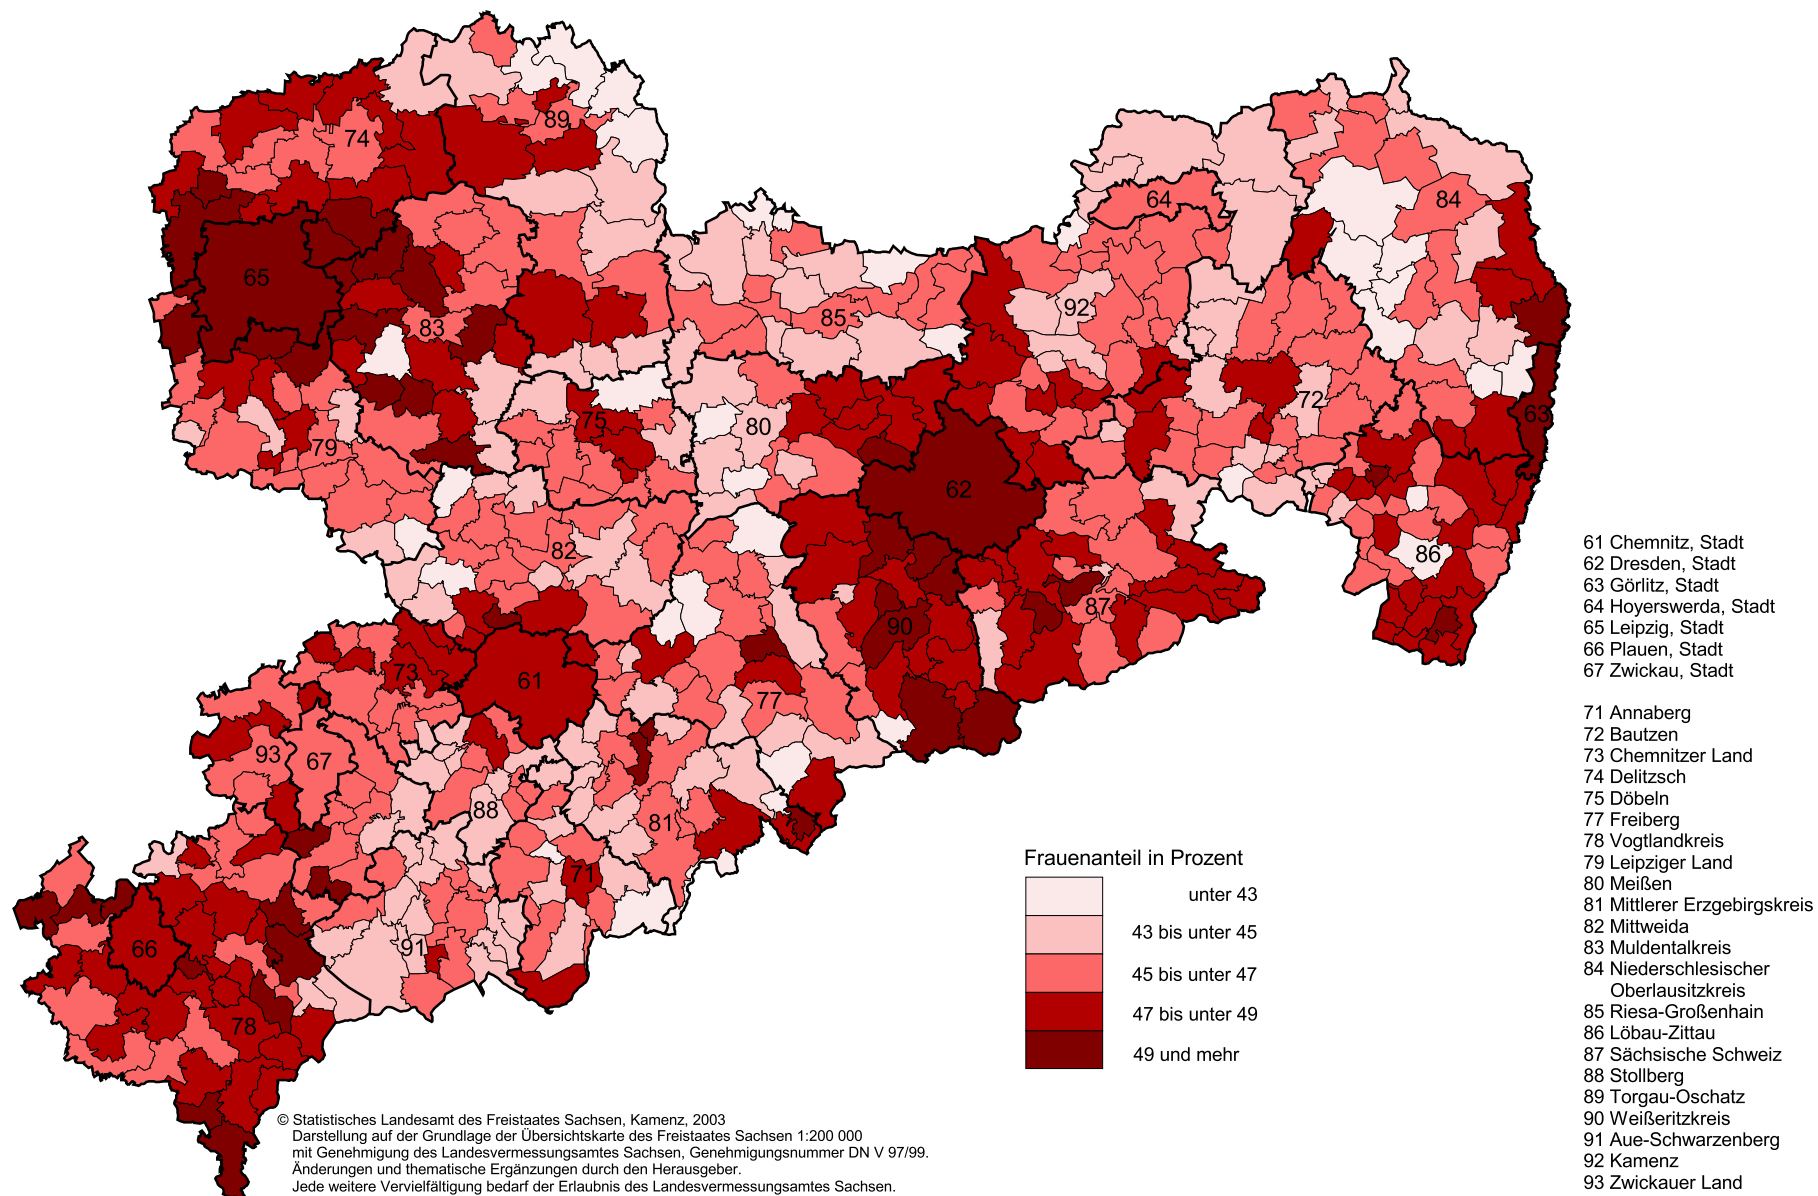 74
89
65
83
85
64
84
92
72
63
75
79
80
62
86
82
87
90
73
61
77
93
67
88
81
71
91
66
78
Frauenanteil in Prozent
unter 43
43 bis unter 45
45 bis unter 47
47 bis unter 49
49 und mehr
61 Chemnitz, Stadt
62 Dresden, Stadt
63 Görlitz, Stadt
64 Hoyerswerda, Stadt
65 Leipzig, Stadt
66 Plauen, Stadt
67 Zwickau, Stadt
71 Annaberg
72 Bautzen
73 Chemnitzer Land
74 Delitzsch
75 Döbeln
77 Freiberg
78 Vogtlandkreis
79 Leipziger Land
80 Meißen
81 Mittlerer Erzgebirgskreis
82 Mittweida
83 Muldentalkreis
84 Niederschlesischer
Oberlausitzkreis
85 Riesa-Großenhain
86 Löbau-Zittau
87 Sächsische Schweiz
88 Stollberg
89 Torgau-Oschatz
90 Weißeritzkreis
91 Aue-Schwarzenberg
92 Kamenz
93 Zwickauer Land
© Statistisches Landesamt des Freistaates Sachsen, Kamenz, 2003
Darstellung auf der Grundlage der Übersichtskarte des Freistaates Sachsen 1:200 000
mit Genehmigung des Landesvermessungsamtes Sachsen, Genehmigungsnummer DN V 97/99.
Änderungen und thematische Ergänzungen durch den Herausgeber.
Jede weitere Vervielfältigung bedarf der Erlaubnis des Landesvermessungsamtes Sachsen.